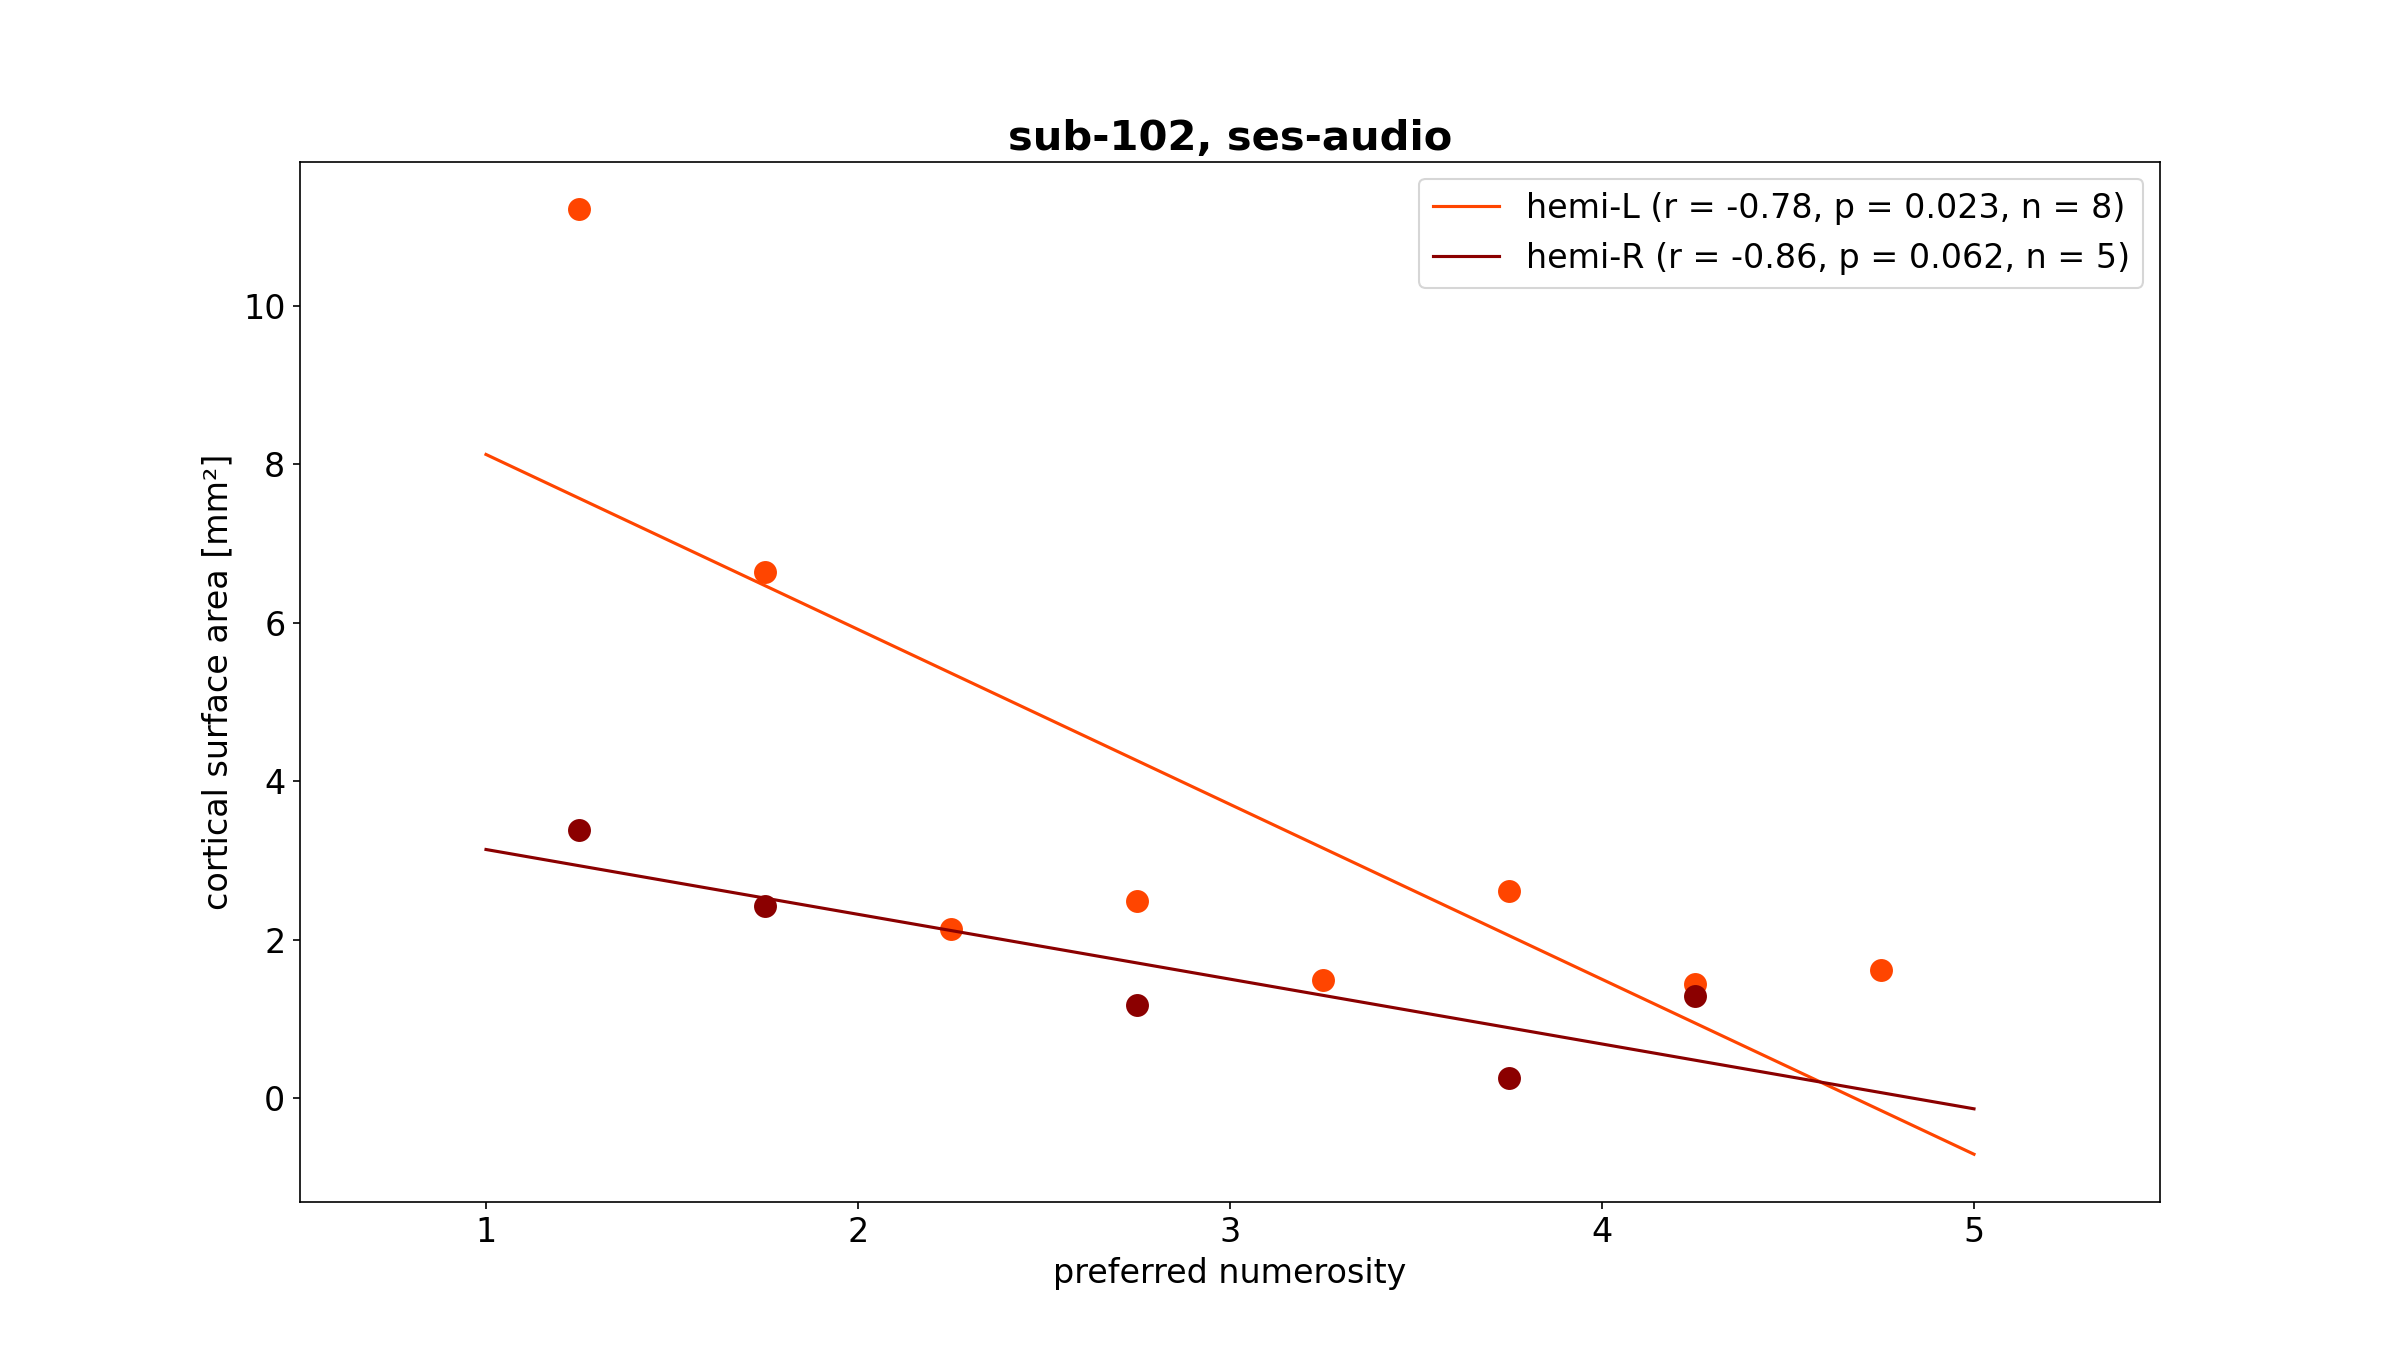 sub-102, ses-audio
hemi-L (r = -0.78, p = 0.023, n = 8)
hemi-R (r = -0.86, p = 0.062, n = 5)
cortical surface area [mm²]
10
8
6
4
2
0
1 2 3 4 5
preferred numerosity